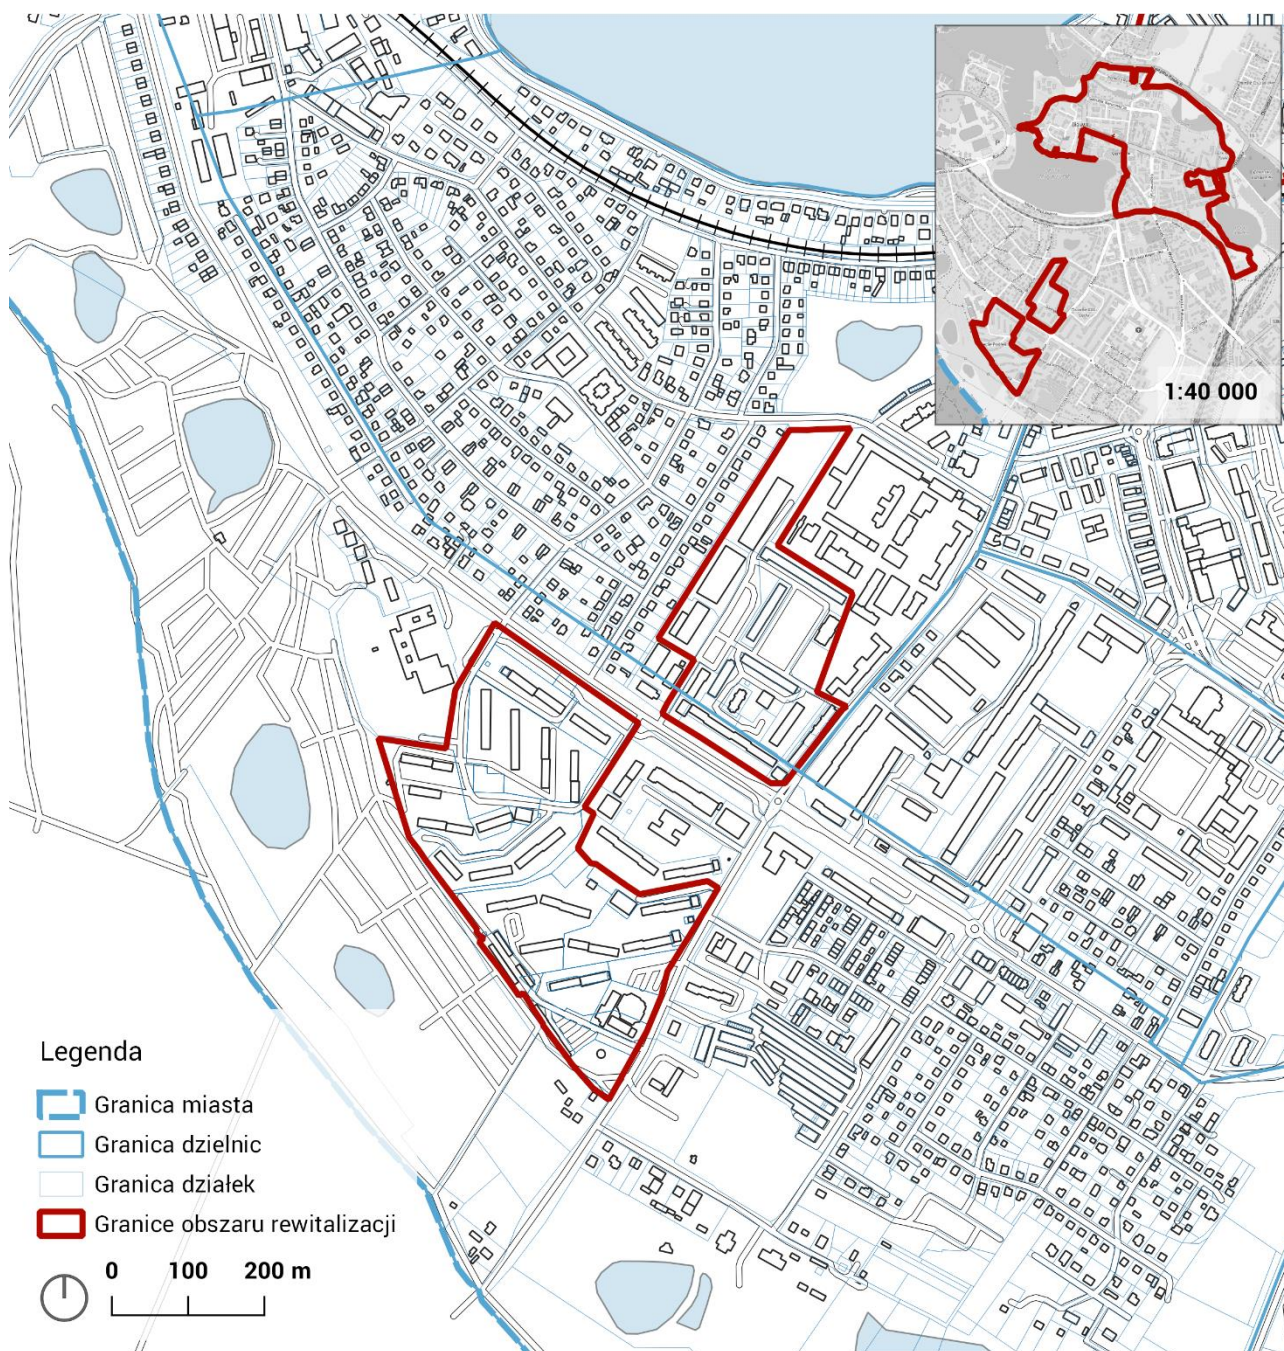 1:40 000
Legenda
Granica miasta
Granica dzielnic
Granica działek
Granice obszaru rewitalizacji
0 100 200 m